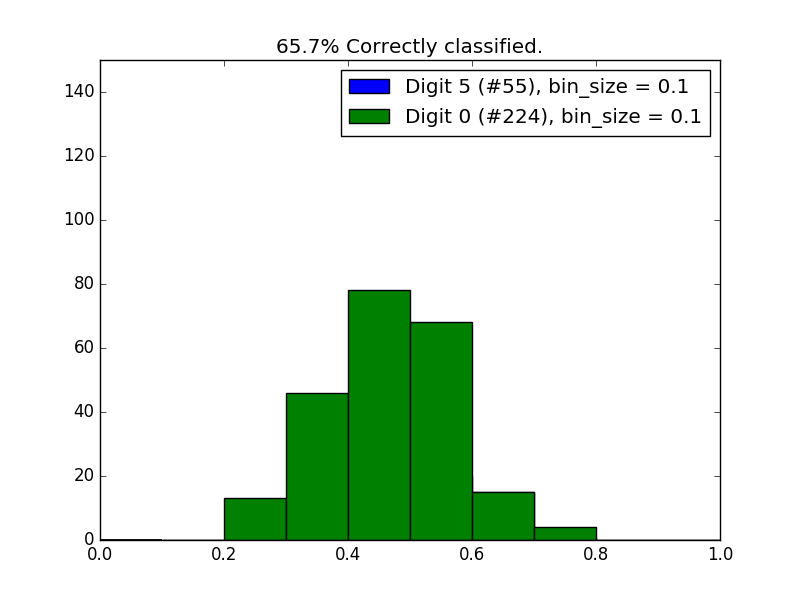 65.7% Correctly classified.
Digit 5 (#55), bin_size = 0.1
Digit 0 (#224), bin_size = 0.1
140
120
100
80
60
40
20
0
0.0 0.2 0.4 0.6 0.8 1.0